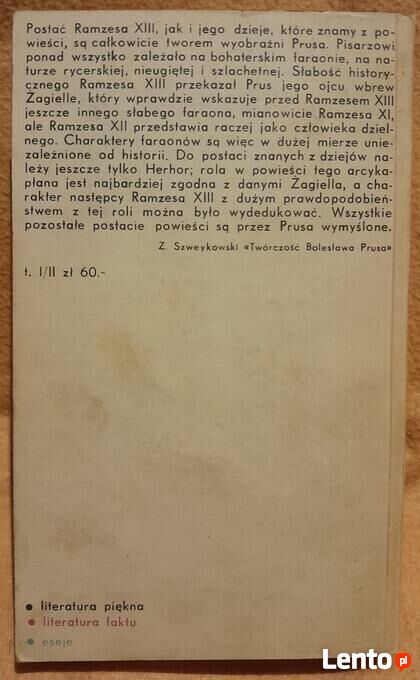 Postać Ramzesa XIII, jak i jego dzieje, które znamy z po-
wieści, są całkowicie tworem wyobraźni Prusa. Pisarzowi
ponad wszystko zależało na bohaterskim faraonie, na na-
turze rycerskiej, nieugiętej i szlachetnej. Słabość history-
cznego Ramzesa XIII przekazał Prus jego ojcu wbrew
Żagielle, który wprawdzie wskazuje przed Ramzesem XIII
jeszcze innego słabego faraona, mianowicie Ramzesa XI,
ale Ramzesa XII przedstawia raczej jako człowieka dziel-
nego. Charaktery faraonów są więc w dużej mierze unie-
zależnione od historii. Do postaci znanych z dziejów na-
leży jeszcze tylko Herhor; rola w powieści tego arcyka-
płana jest najbardziej zgodna z danymi Żagiella, a cha-
rakter następcy Ramzesa XIII z dużym prawdopodobień-
stwem z tej roli można było wydedukować. Wszystkie
pozostałe postacie powieści są przez Prusa wymyślone.
Z. Szweykowski «Twórczość Bolesława Prusa»
t. I/II zł 60.-
• literatura piękna
• literatura faktu
• eseje
Lento.pl